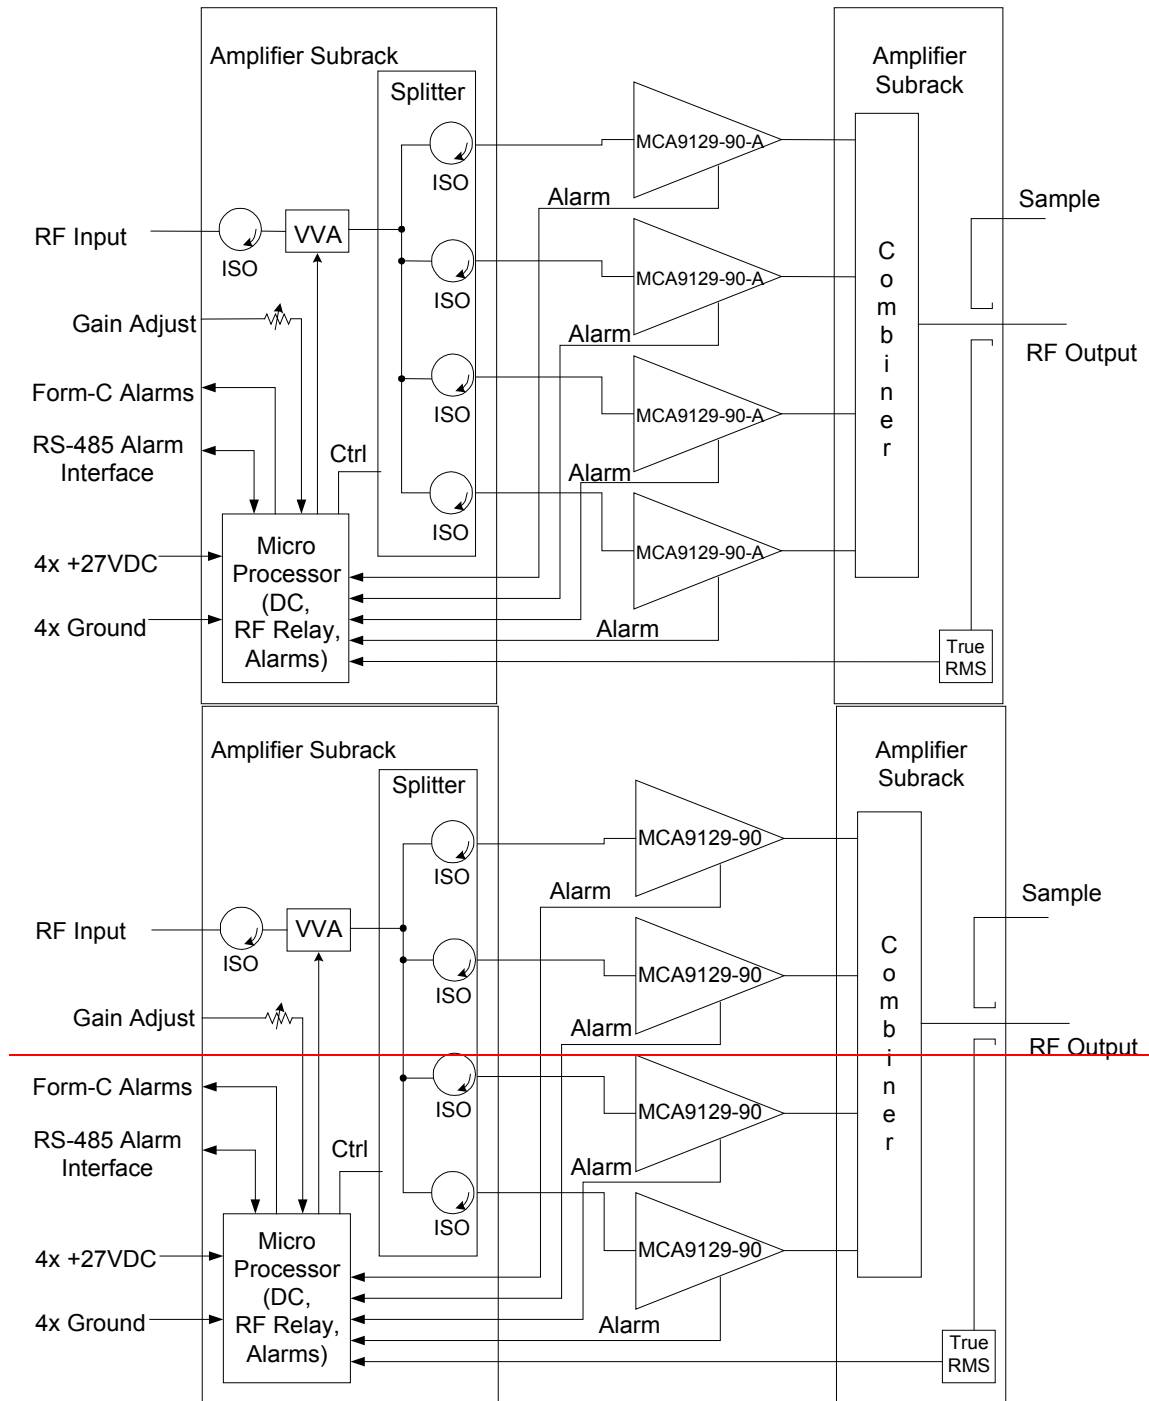 Amplifier Subrack
Splitter
Amplifier
Subrack
MCA9129-90-A
ISO
Alarm
Sample
RF Input
ISO
VVA
MCA9129-90-A
ISO
Alarm
Gain Adjust
Combiner
RF Output
Form-C Alarms
MCA9129-90-A
ISO
RS-485 Alarm
Interface
Ctrl
Alarm
ISO
4x +27VDC
Micro
Processor
(DC,
RF Relay,
Alarms)
MCA9129-90-A
4x Ground
Alarm
True
RMS
Amplifier Subrack
Splitter
Amplifier
Subrack
MCA9129-90
ISO
Alarm
Sample
RF Input
ISO
VVA
MCA9129-90
ISO
Alarm
Gain Adjust
Combiner
RF Output
Form-C Alarms
MCA9129-90
ISO
RS-485 Alarm
Interface
Ctrl
Alarm
ISO
4x +27VDC
Micro
Processor
(DC,
RF Relay,
Alarms)
MCA9129-90
4x Ground
Alarm
True
RMS